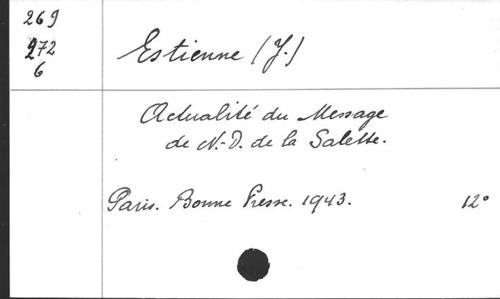 269
272
6
Estienne (Y.)
Actualité du Message
de N.-D. de la Salette.
Paris. Bonne Presse. 1943. 12°